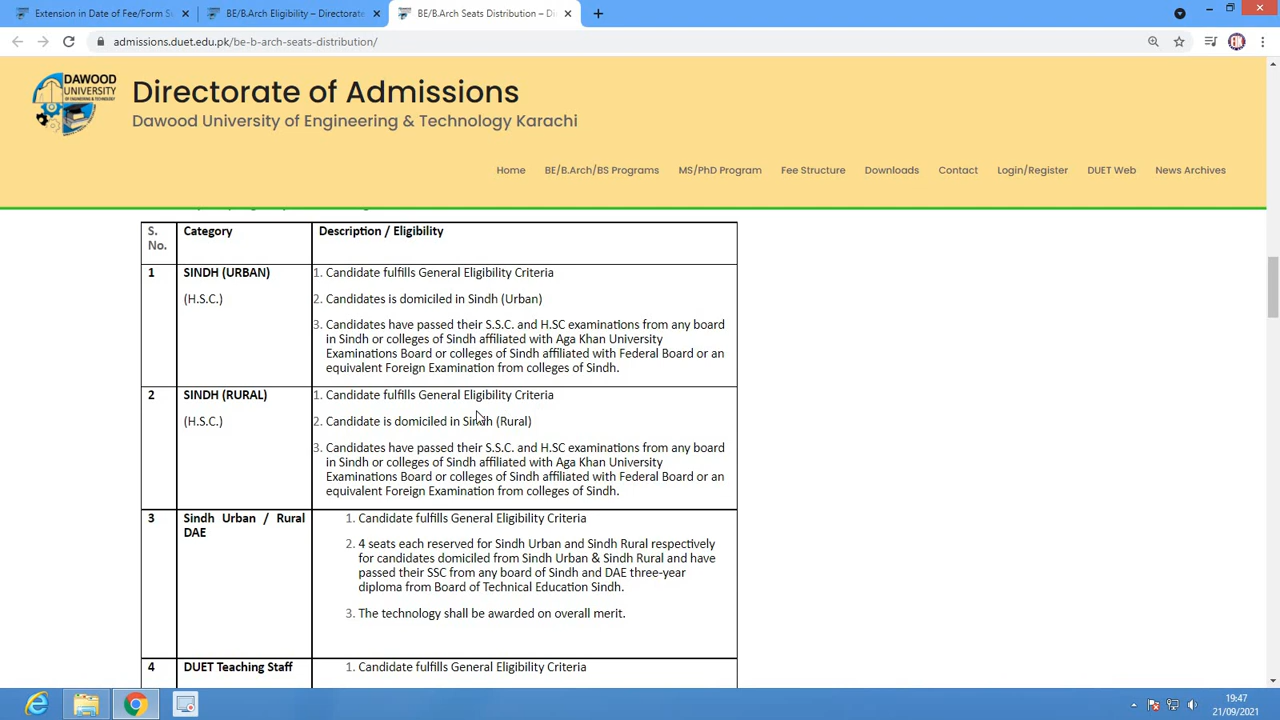 Extension in Date of Fee/Form Su
BE/B.Arch Eligibility – Directorate
BE/B.Arch Seats Distribution – Di
admissions.duet.edu.pk/be-b-arch-seats-distribution/
DAWOOD
UNIVERSITY
OF ENGINEERING & TECHNOLOGY
Directorate of Admissions
Dawood University of Engineering & Technology Karachi
Home BE/B.Arch/BS Programs MS/PhD Program Fee Structure Downloads Contact Login/Register DUET Web News Archives
S. No. Category Description / Eligibility
1 SINDH (URBAN) 1. Candidate fulfills General Eligibility Criteria
(H.S.C.) 2. Candidates is domiciled in Sindh (Urban)
3. Candidates have passed their S.S.C. and H.SC examinations from any board
in Sindh or colleges of Sindh affiliated with Aga Khan University
Examinations Board or colleges of Sindh affiliated with Federal Board or an
equivalent Foreign Examination from colleges of Sindh.
2 SINDH (RURAL) 1. Candidate fulfills General Eligibility Criteria
(H.S.C.) 2. Candidate is domiciled in Sindh (Rural)
3. Candidates have passed their S.S.C. and H.SC examinations from any board
in Sindh or colleges of Sindh affiliated with Aga Khan University
Examinations Board or colleges of Sindh affiliated with Federal Board or an
equivalent Foreign Examination from colleges of Sindh.
3 Sindh Urban / Rural 1. Candidate fulfills General Eligibility Criteria
DAE
2. 4 seats each reserved for Sindh Urban and Sindh Rural respectively
for candidates domiciled from Sindh Urban & Sindh Rural and have
passed their SSC from any board of Sindh and DAE three-year
diploma from Board of Technical Education Sindh.
3. The technology shall be awarded on overall merit.
4 DUET Teaching Staff 1. Candidate fulfills General Eligibility Criteria
19:47
21/09/2021